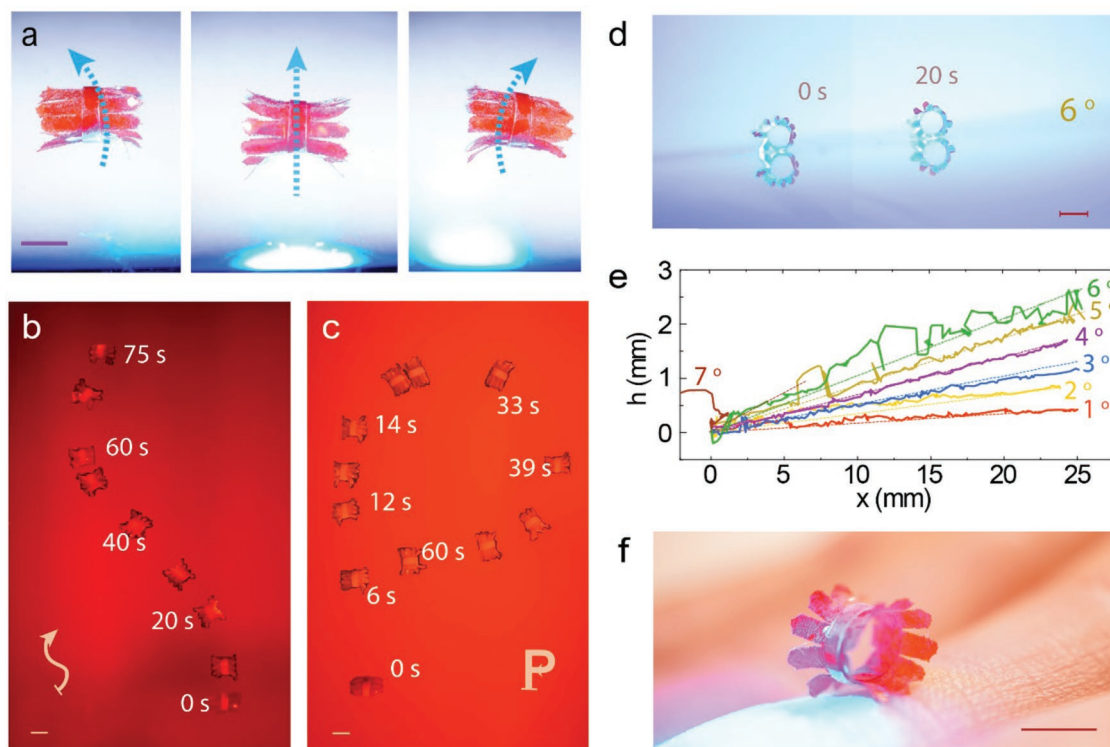 a
b
75 s
60 s
40 s
20 s
0 s
c
14 s
33 s
12 s
39 s
60 s
6 s
0 s
P
d
0 s
20 s
6 º
e
3
2
1
0
h (mm)
7 º
6 º
5 º
4 º
3 º
2 º
1 º
0 5 10 15 20 25
x (mm)
f